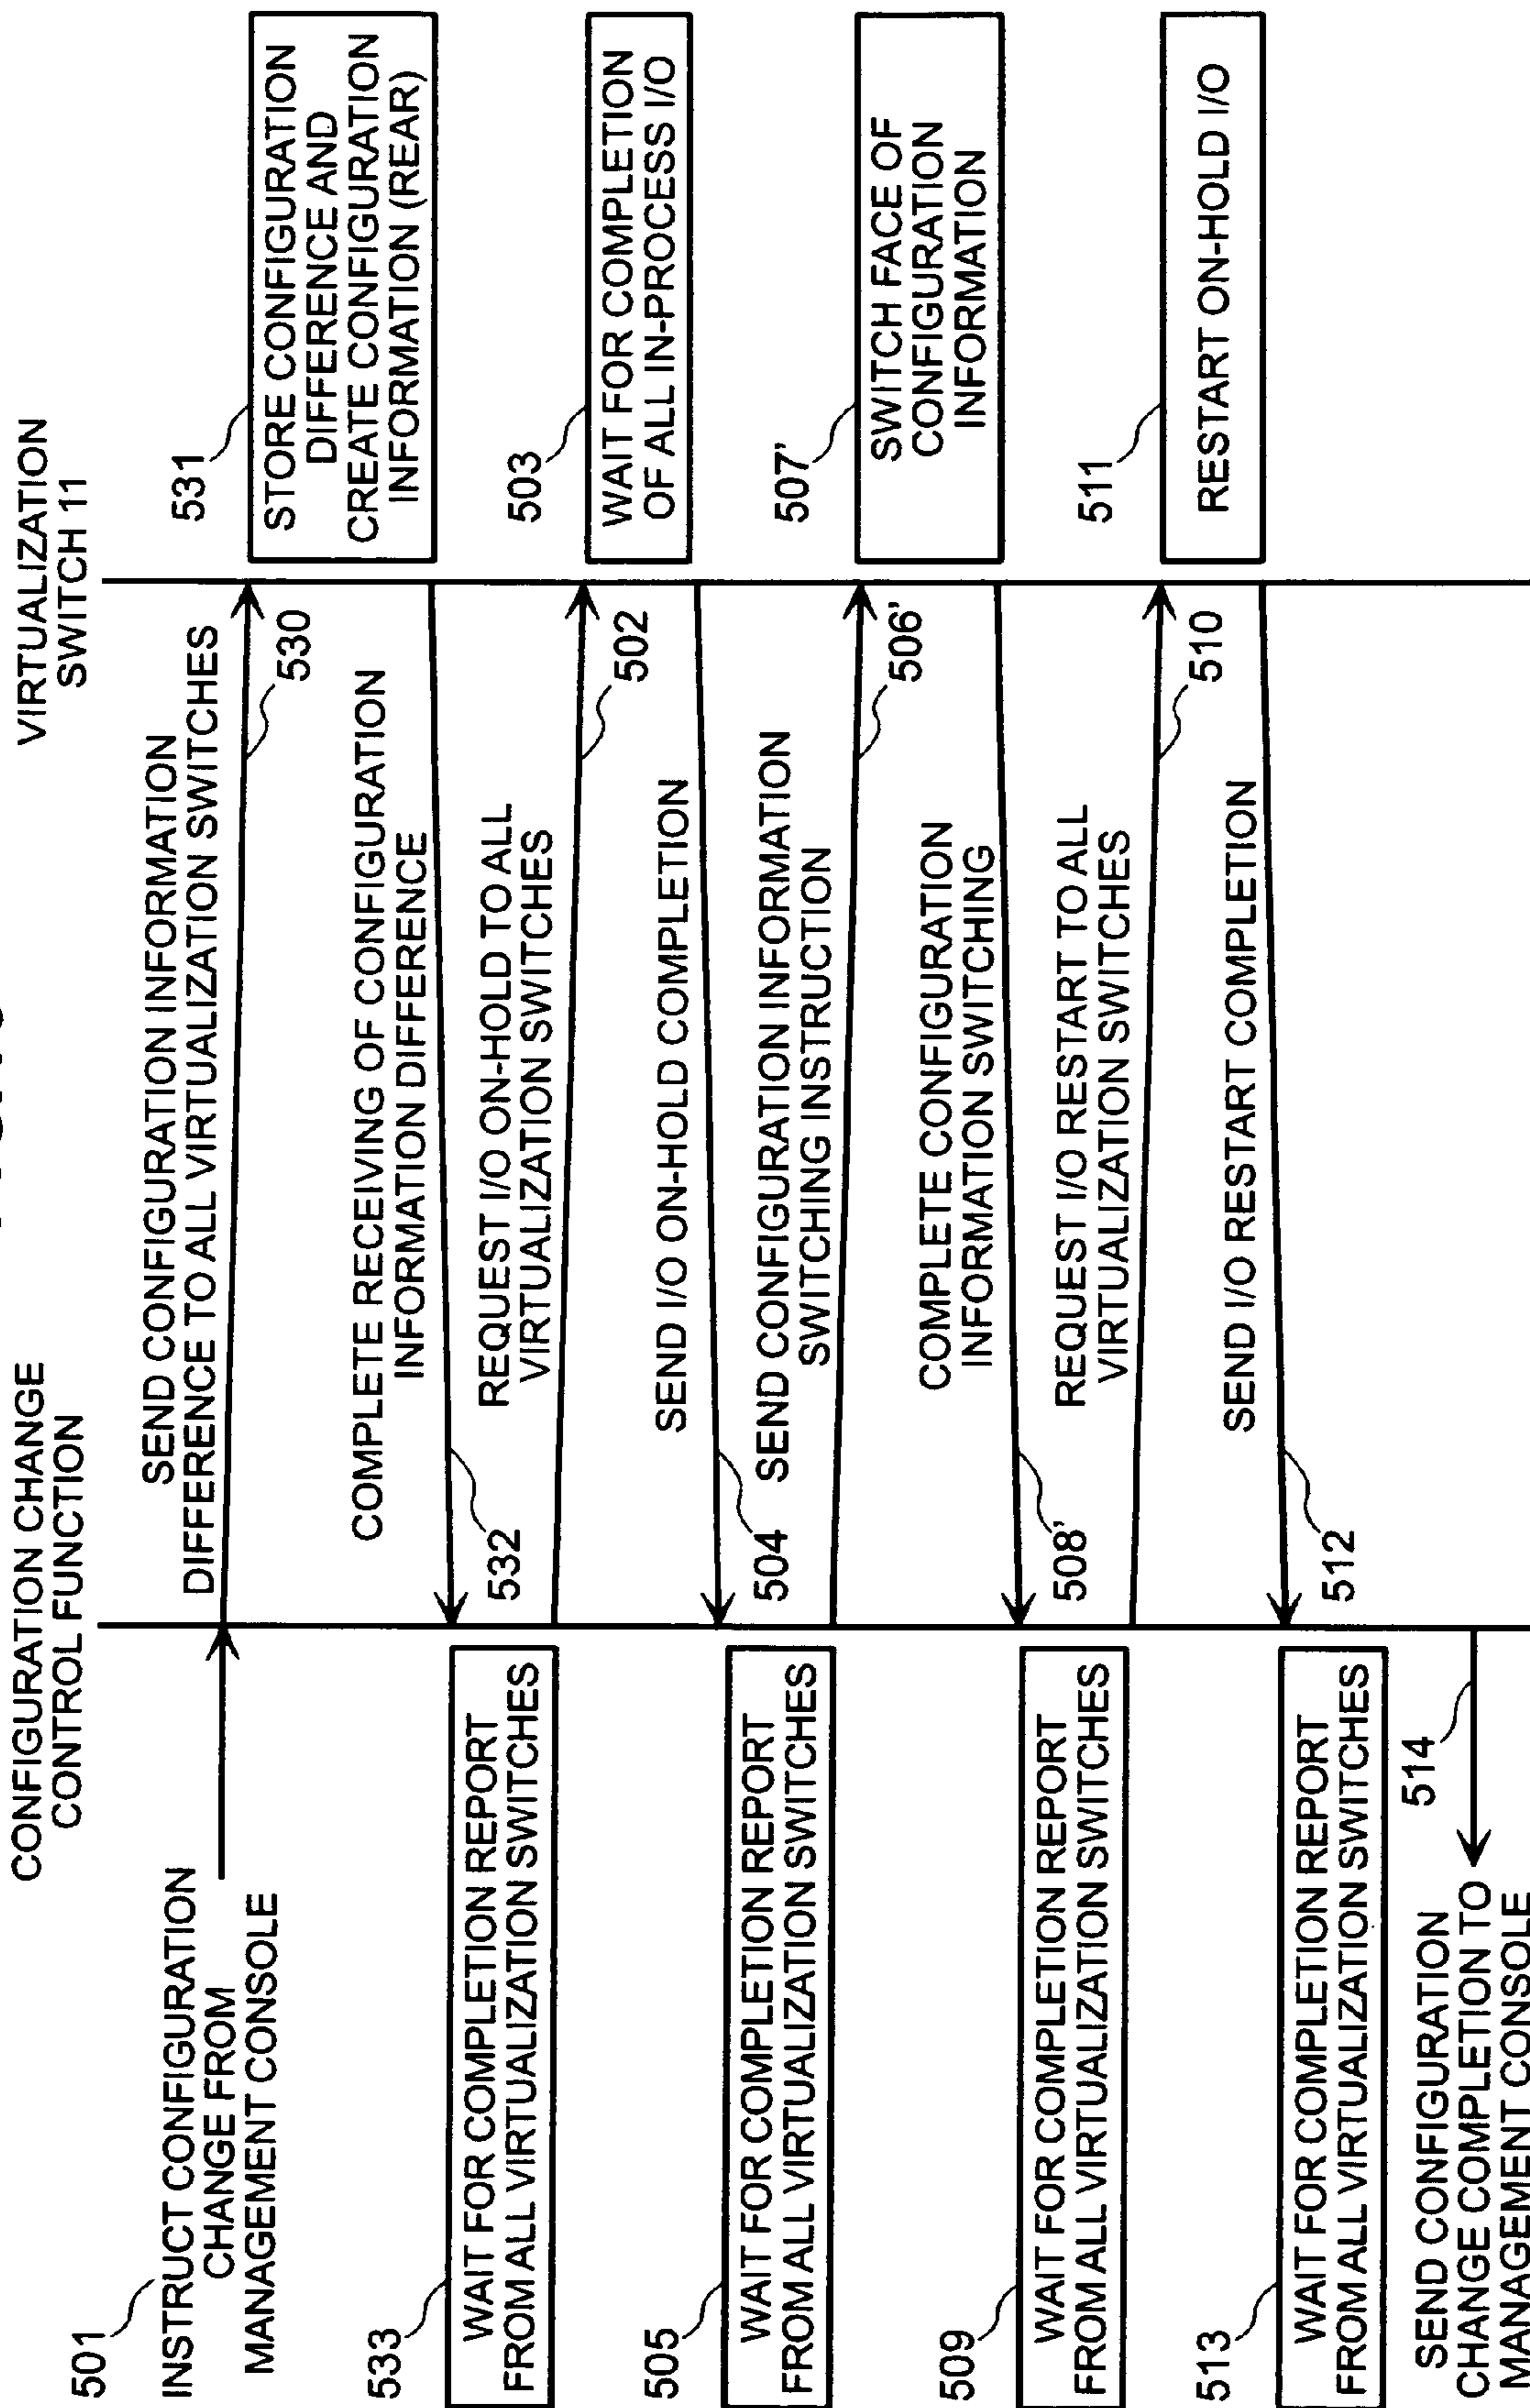 CONFIGURATION CHANGE
CONTROL FUNCTION
VIRTUALIZATION
SWITCH 11
501
INSTRUCT CONFIGURATION
CHANGE FROM
MANAGEMENT CONSOLE
SEND CONFIGURATION INFORMATION
DIFFERENCE TO ALL VIRTUALIZATION SWITCHES
530
531
STORE CONFIGURATION
DIFFERENCE AND
CREATE CONFIGURATION
INFORMATION (REAR)
COMPLETE RECEIVING OF CONFIGURATION
INFORMATION DIFFERENCE
532
533
WAIT FOR COMPLETION REPORT
FROM ALL VIRTUALIZATION SWITCHES
REQUEST I/O ON-HOLD TO ALL
VIRTUALIZATION SWITCHES
502
503
WAIT FOR COMPLETION
OF ALL IN-PROCESS I/O
SEND I/O ON-HOLD COMPLETION
504
505
WAIT FOR COMPLETION REPORT
FROM ALL VIRTUALIZATION SWITCHES
SEND CONFIGURATION INFORMATION
SWITCHING INSTRUCTION
506'
507'
SWITCH FACE OF
CONFIGURATION
INFORMATION
COMPLETE CONFIGURATION
INFORMATION SWITCHING
508'
509
WAIT FOR COMPLETION REPORT
FROM ALL VIRTUALIZATION SWITCHES
REQUEST I/O RESTART TO ALL
VIRTUALIZATION SWITCHES
510
511
RESTART ON-HOLD I/O
SEND I/O RESTART COMPLETION
512
513
WAIT FOR COMPLETION REPORT
FROM ALL VIRTUALIZATION SWITCHES
514
SEND CONFIGURATION
CHANGE COMPLETION TO
MANAGEMENT CONSOLE